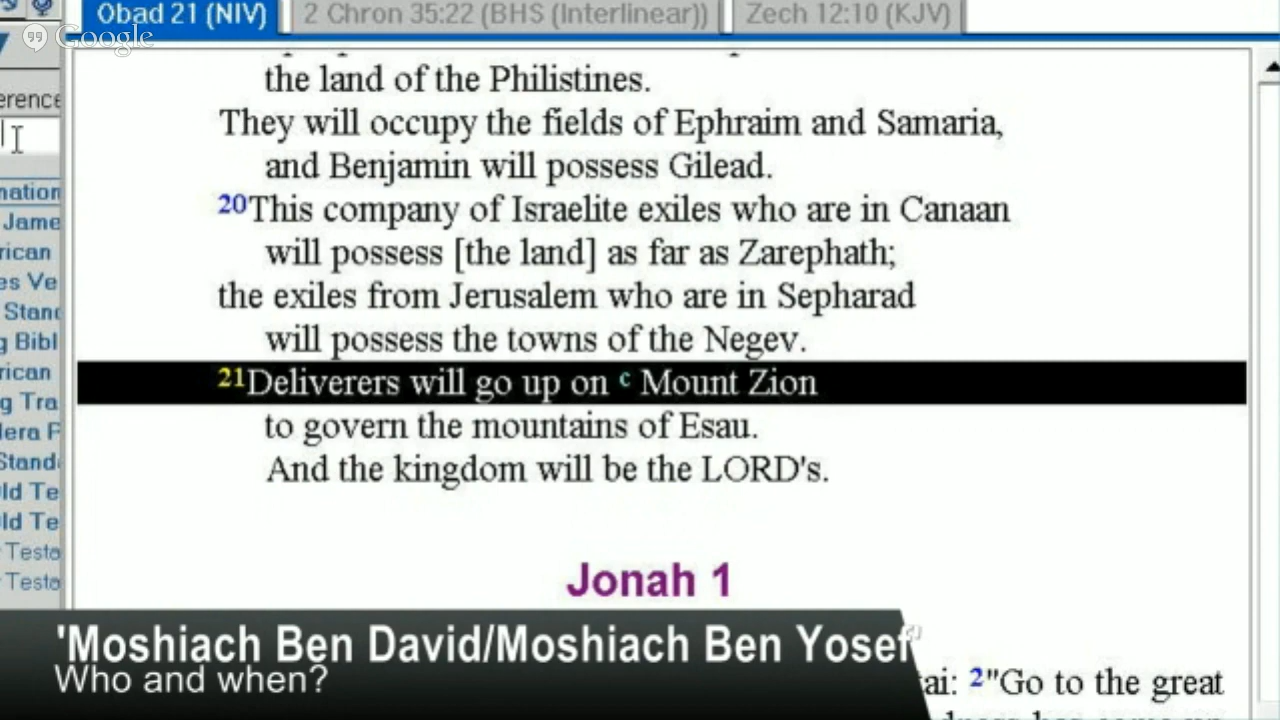 Obad 21 (NIV)
2 Chron 35:22 (BHS (Interlinear))
Zech 12:10 (KJV)
Google
the land of the Philistines.
They will occupy the fields of Ephraim and Samaria,
and Benjamin will possess Gilead.
20This company of Israelite exiles who are in Canaan
will possess [the land] as far as Zarephath;
the exiles from Jerusalem who are in Sepharad
will possess the towns of the Negev.
21Deliverers will go up on c Mount Zion
to govern the mountains of Esau.
And the kingdom will be the LORD's.
Jonah 1
'Moshiach Ben David/Moshiach Ben Yosef'
Who and when?
ai: 2"Go to the great